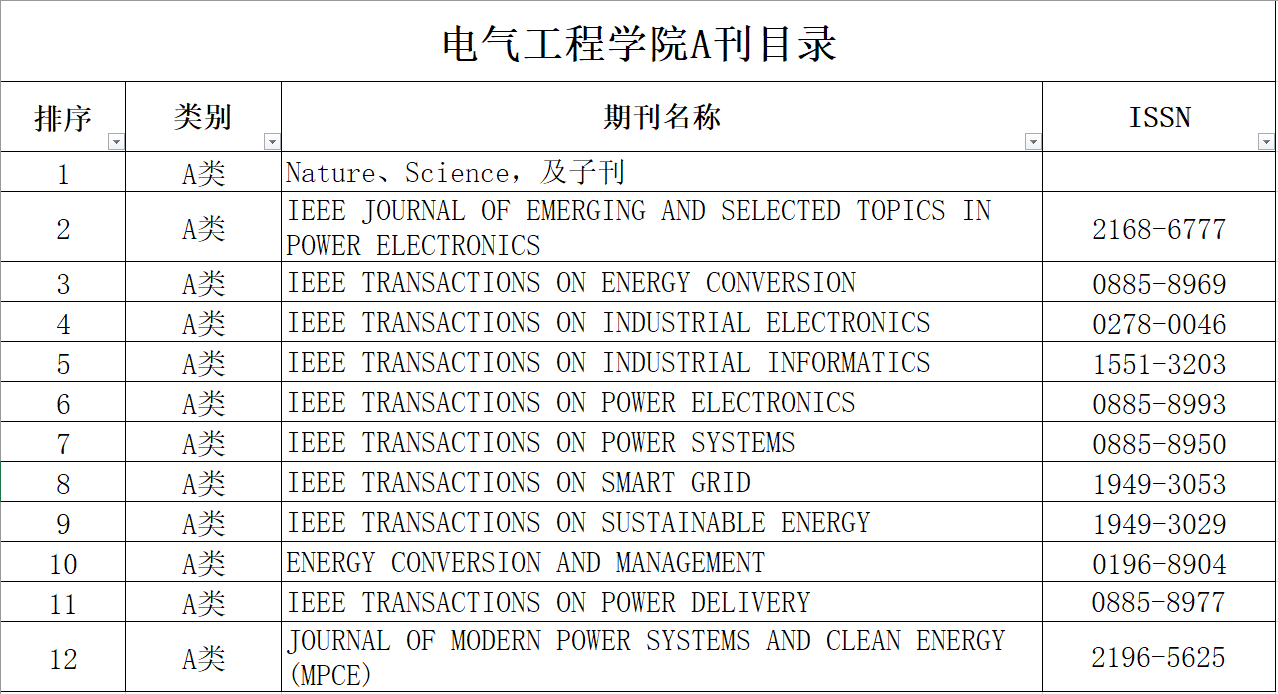 电气工程学院A刊目录
排序 类别 期刊名称 ISSN
1 A类 Nature、Science，及子刊
2 A类 IEEE JOURNAL OF EMERGING AND SELECTED TOPICS IN
POWER ELECTRONICS 2168-6777
3 A类 IEEE TRANSACTIONS ON ENERGY CONVERSION 0885-8969
4 A类 IEEE TRANSACTIONS ON INDUSTRIAL ELECTRONICS 0278-0046
5 A类 IEEE TRANSACTIONS ON INDUSTRIAL INFORMATICS 1551-3203
6 A类 IEEE TRANSACTIONS ON POWER ELECTRONICS 0885-8993
7 A类 IEEE TRANSACTIONS ON POWER SYSTEMS 0885-8950
8 A类 IEEE TRANSACTIONS ON SMART GRID 1949-3053
9 A类 IEEE TRANSACTIONS ON SUSTAINABLE ENERGY 1949-3029
10 A类 ENERGY CONVERSION AND MANAGEMENT 0196-8904
11 A类 IEEE TRANSACTIONS ON POWER DELIVERY 0885-8977
12 A类 JOURNAL OF MODERN POWER SYSTEMS AND CLEAN ENERGY
(MPCE) 2196-5625